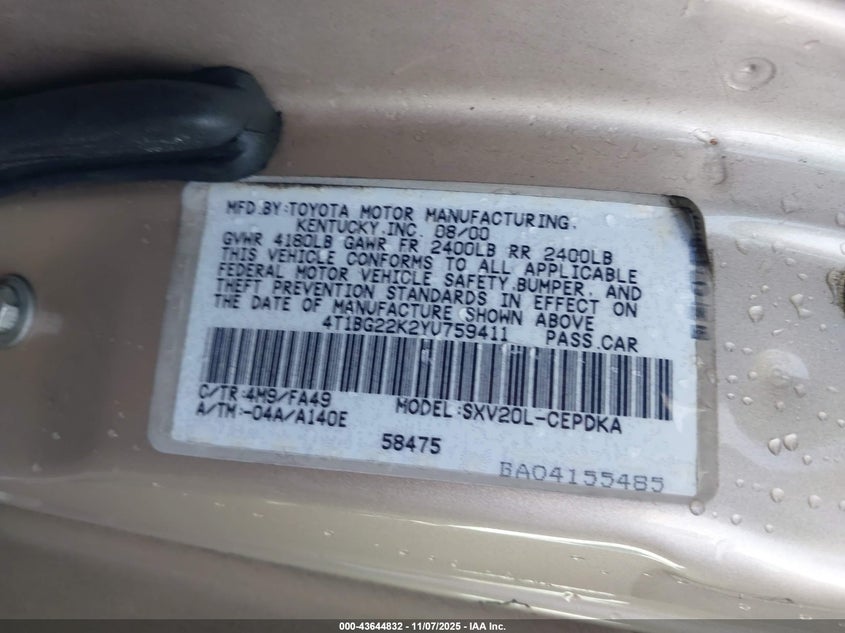 MFD.BY:TOYOTA MOTOR MANUFACTURING,
KENTUCKY,INC. 08/00
GVWR 4180LB GAWR FR 2400LB RR 2400LB
THIS VEHICLE CONFORMS TO ALL APPLICABLE
FEDERAL MOTOR VEHICLE SAFETY,BUMPER, AND
THEFT PREVENTION STANDARDS IN EFFECT ON
THE DATE OF MANUFACTURE SHOWN ABOVE
4T1BG22K2YU759411 PASS.CAR
C/TR:4M9/FA49
A/TM:-04A/A140E
MODEL:SXV20L-CEPDKA
58475
BA04155485
000-43644832 - 11/07/2025 - IAA Inc.